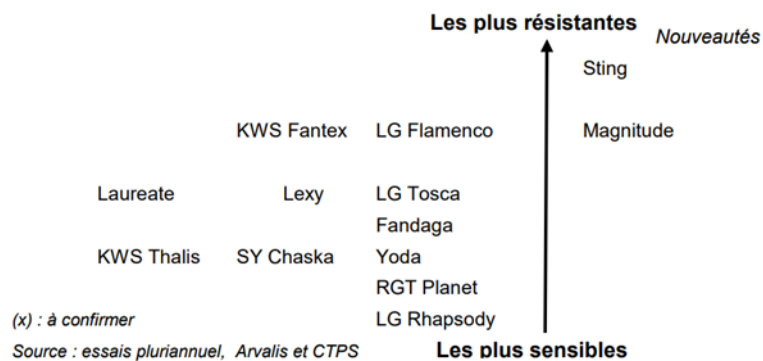 Les plus résistantes
Nouveautés
Sting
KWS Fantex LG Flamenco Magnitude
Laureate Lexy LG Tosca
Fandaga
KWS Thalis SY Chaska Yoda
RGT Planet
(x) : à confirmer LG Rhapsody
Source : essais pluriannuel, Arvalis et CTPS Les plus sensibles